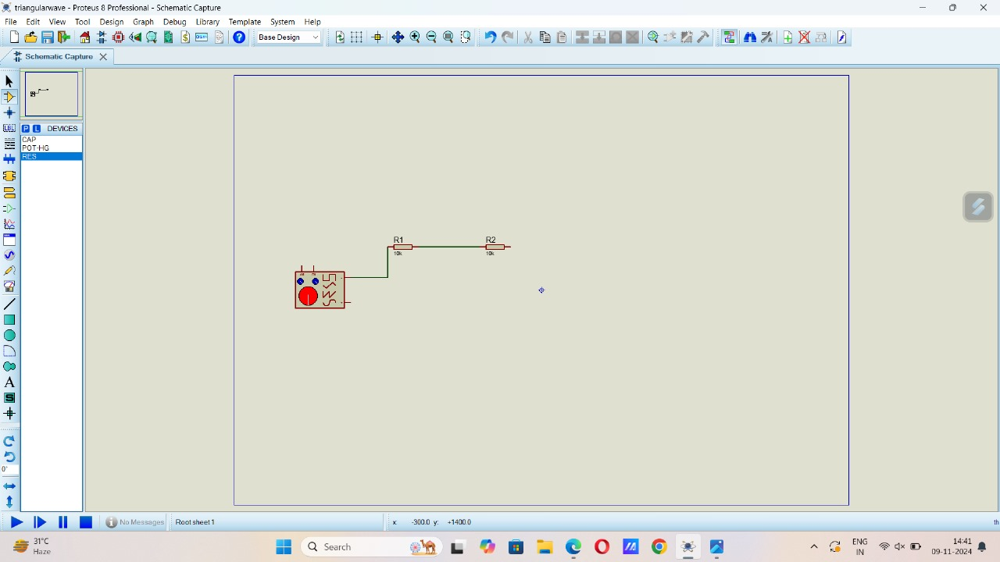 triangularwave - Proteus 8 Professional - Schematic Capture
File Edit View Tool Design Graph Debug Library Template System Help
Base Design
Schematic Capture
P L DEVICES
CAP
POT-HG
RES
LBL
A
S
0°
R1
10k
R2
10k
No Messages
Root sheet 1
x: -300.0 y: +1400.0
th
31°C
Haze
Search
ENG
IN
14:41
09-11-2024